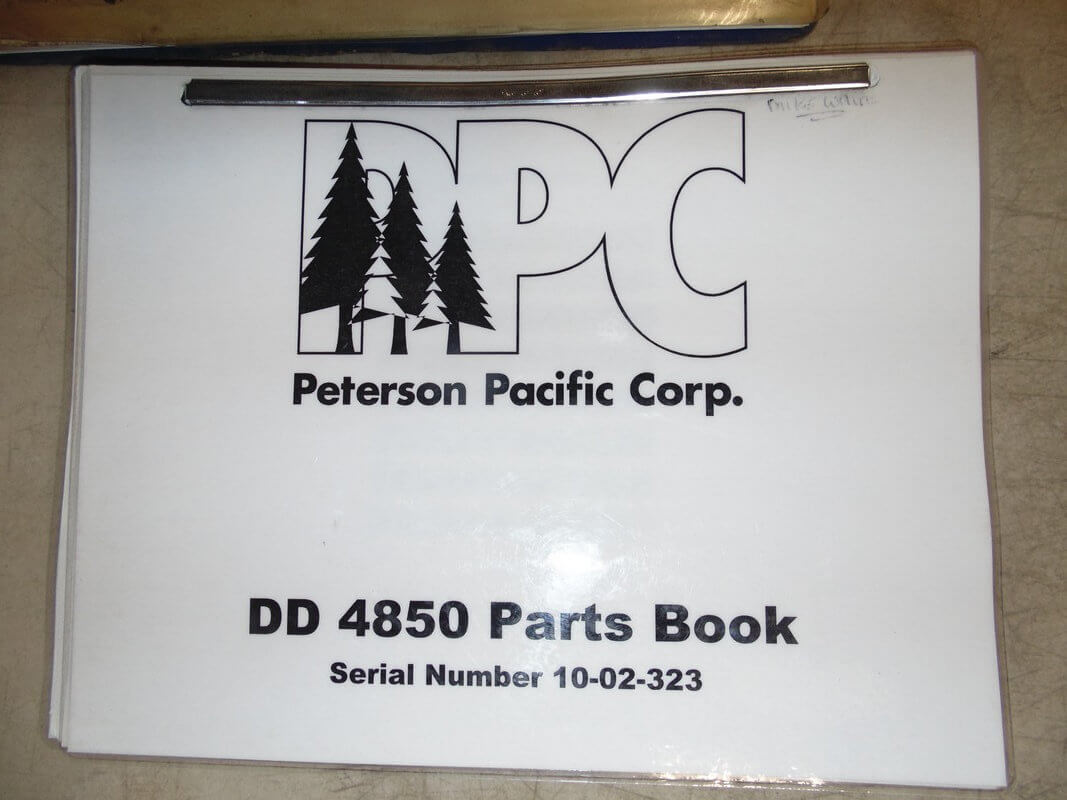 PPC
Peterson Pacific Corp.
DD 4850 Parts Book
Serial Number 10-02-323